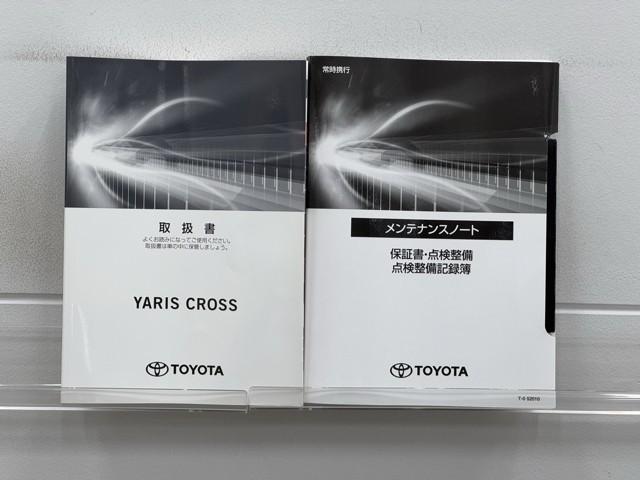 取扱書
よくお読みになってご使用ください。
取扱書は車の中に保管しましょう。
YARIS CROSS
TOYOTA
常時携行
メンテナンスノート
保証書・点検整備
点検整備記録簿
TOYOTA
T-0 52010